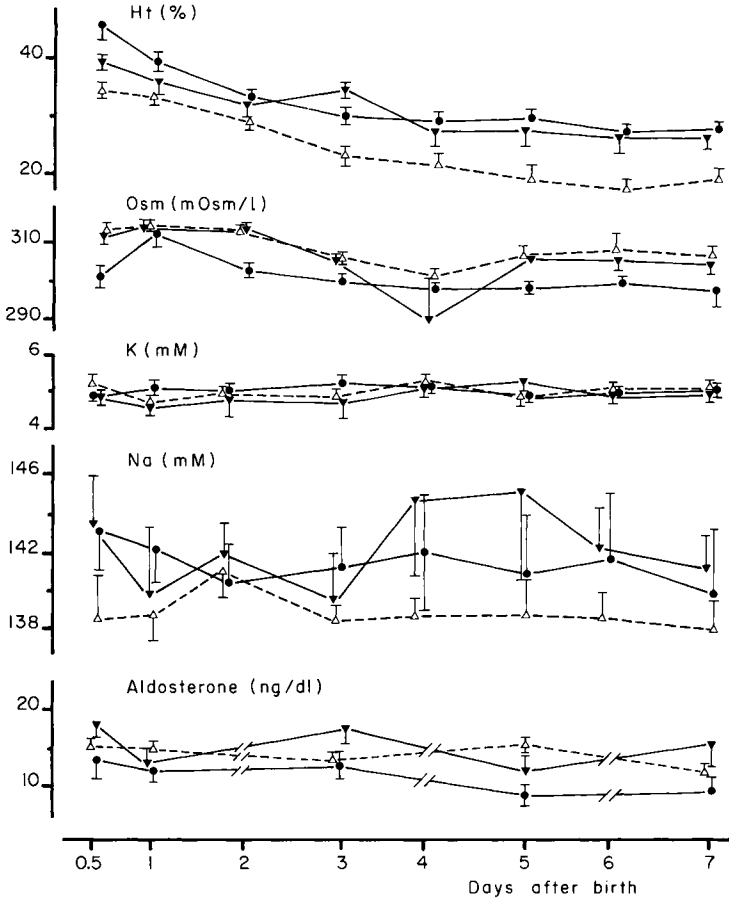 Ht (%)
40
20
Osm (mOsm/l)
310
290
K (mM)
6
4
Na (mM)
146
142
138
Aldosterone (ng/dl)
20
10
0.5 1 2 3 4 5 6 7
Days after birth